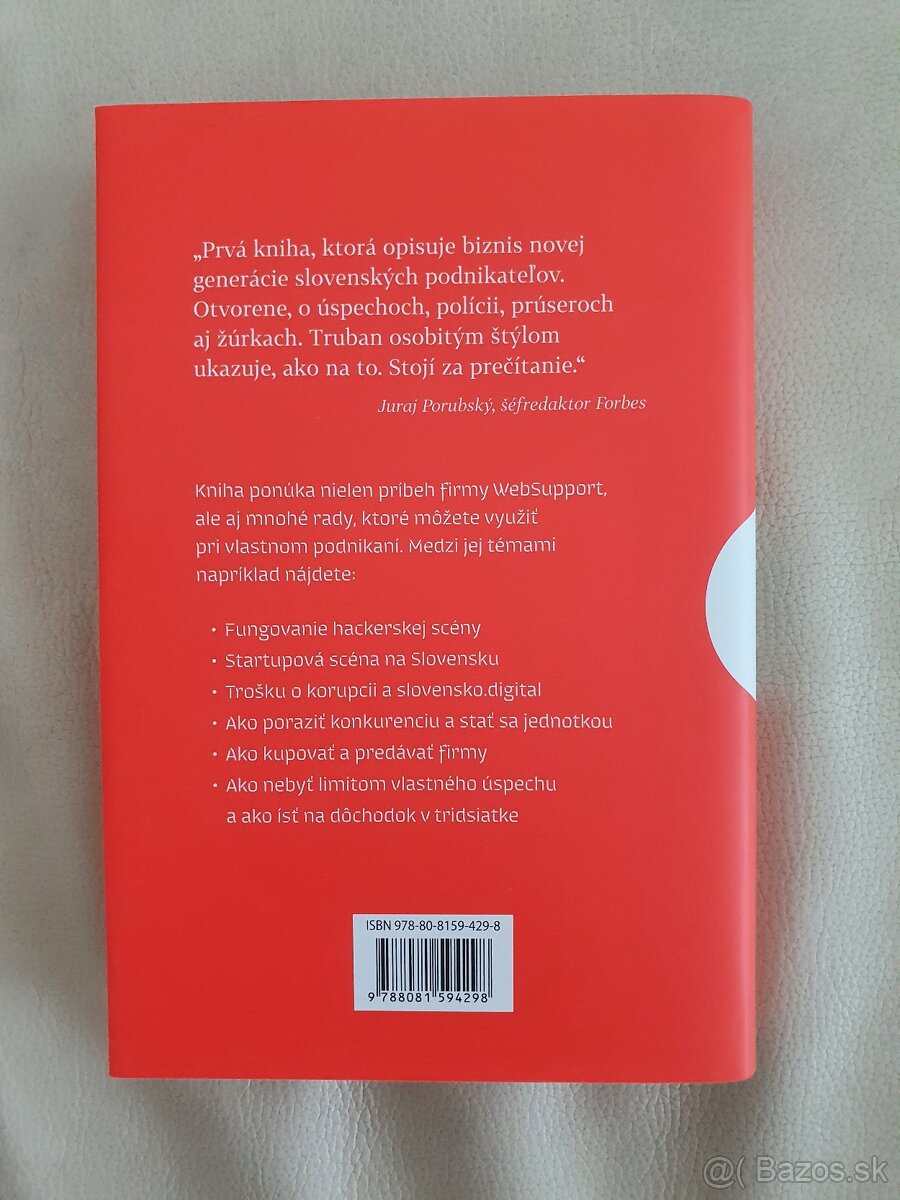 „Prvá kniha, ktorá opisuje biznis novej
generácie slovenských podnikateľov.
Otvorene, o úspechoch, polícii, prúseroch
aj žúrkach. Truban osobitým štýlom
ukazuje, ako na to. Stojí za prečítanie.“
Juraj Porubský, šéfredaktor Forbes
Kniha ponúka nielen príbeh firmy WebSupport,
ale aj mnohé rady, ktoré môžete využiť
pri vlastnom podnikaní. Medzi jej témami
napríklad nájdete:
• Fungovanie hackerskej scény
• Startupová scéna na Slovensku
• Trošku o korupcii a slovensko.digital
• Ako poraziť konkurenciu a stať sa jednotkou
• Ako kupovať a predávať firmy
• Ako nebyť limitom vlastného úspechu
a ako ísť na dôchodok v tridsiatke
ISBN 978-80-8159-429-8
9 788081 594298
@( Bazos.sk